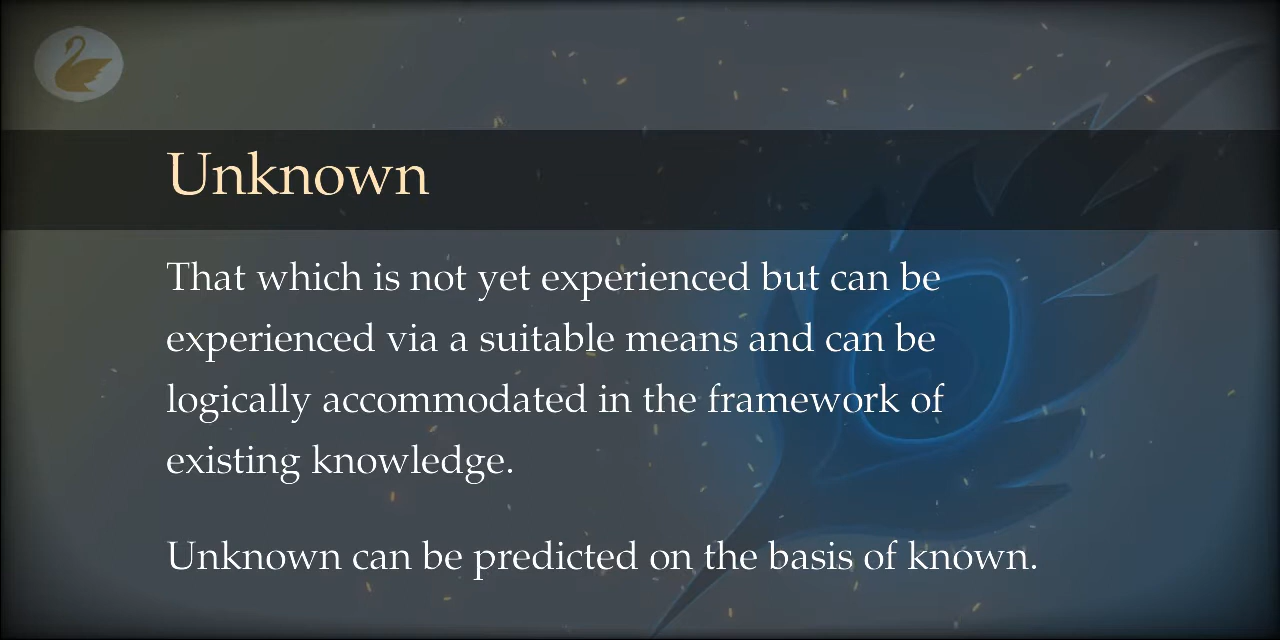 Unknown
That which is not yet experienced but can be
experienced via a suitable means and can be
logically accommodated in the framework of
existing knowledge.
Unknown can be predicted on the basis of known.